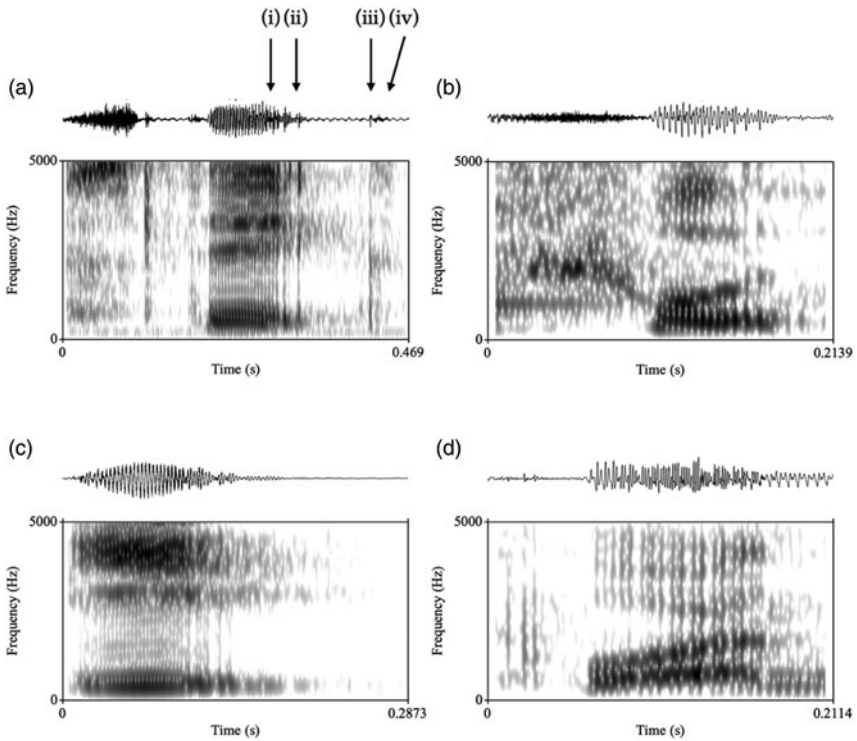 (i) (ii) (iii) (iv)
(a) (b)
5000 5000
Frequency (Hz) Frequency (Hz)
0 0
0 0.469 0 0.2139
Time (s) Time (s)
(c) (d)
5000 5000
Frequency (Hz) Frequency (Hz)
0 0
0 0.2873 0 0.2114
Time (s) Time (s)